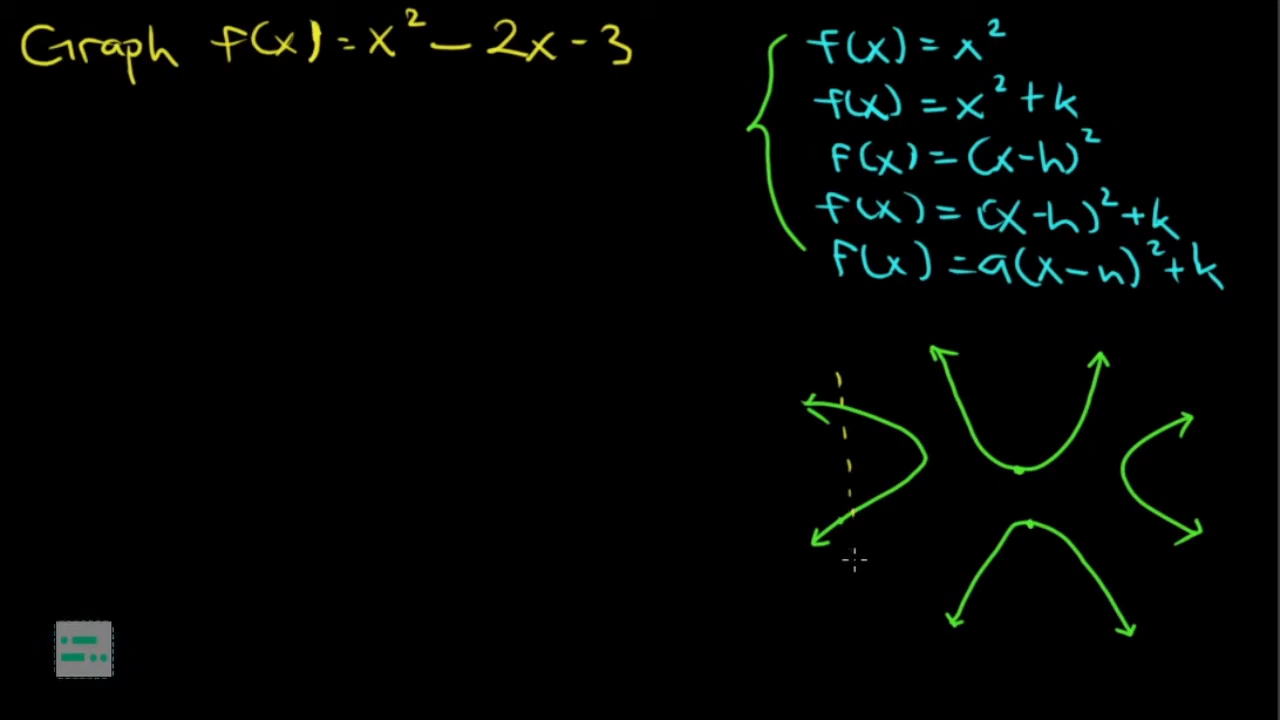 Graph f(x) = x² - 2x - 3
f(x) = x²
f(x) = x² + k
f(x) = (x-h)²
f(x) = (x-h)² + k
f(x) = a(x-h)² + k